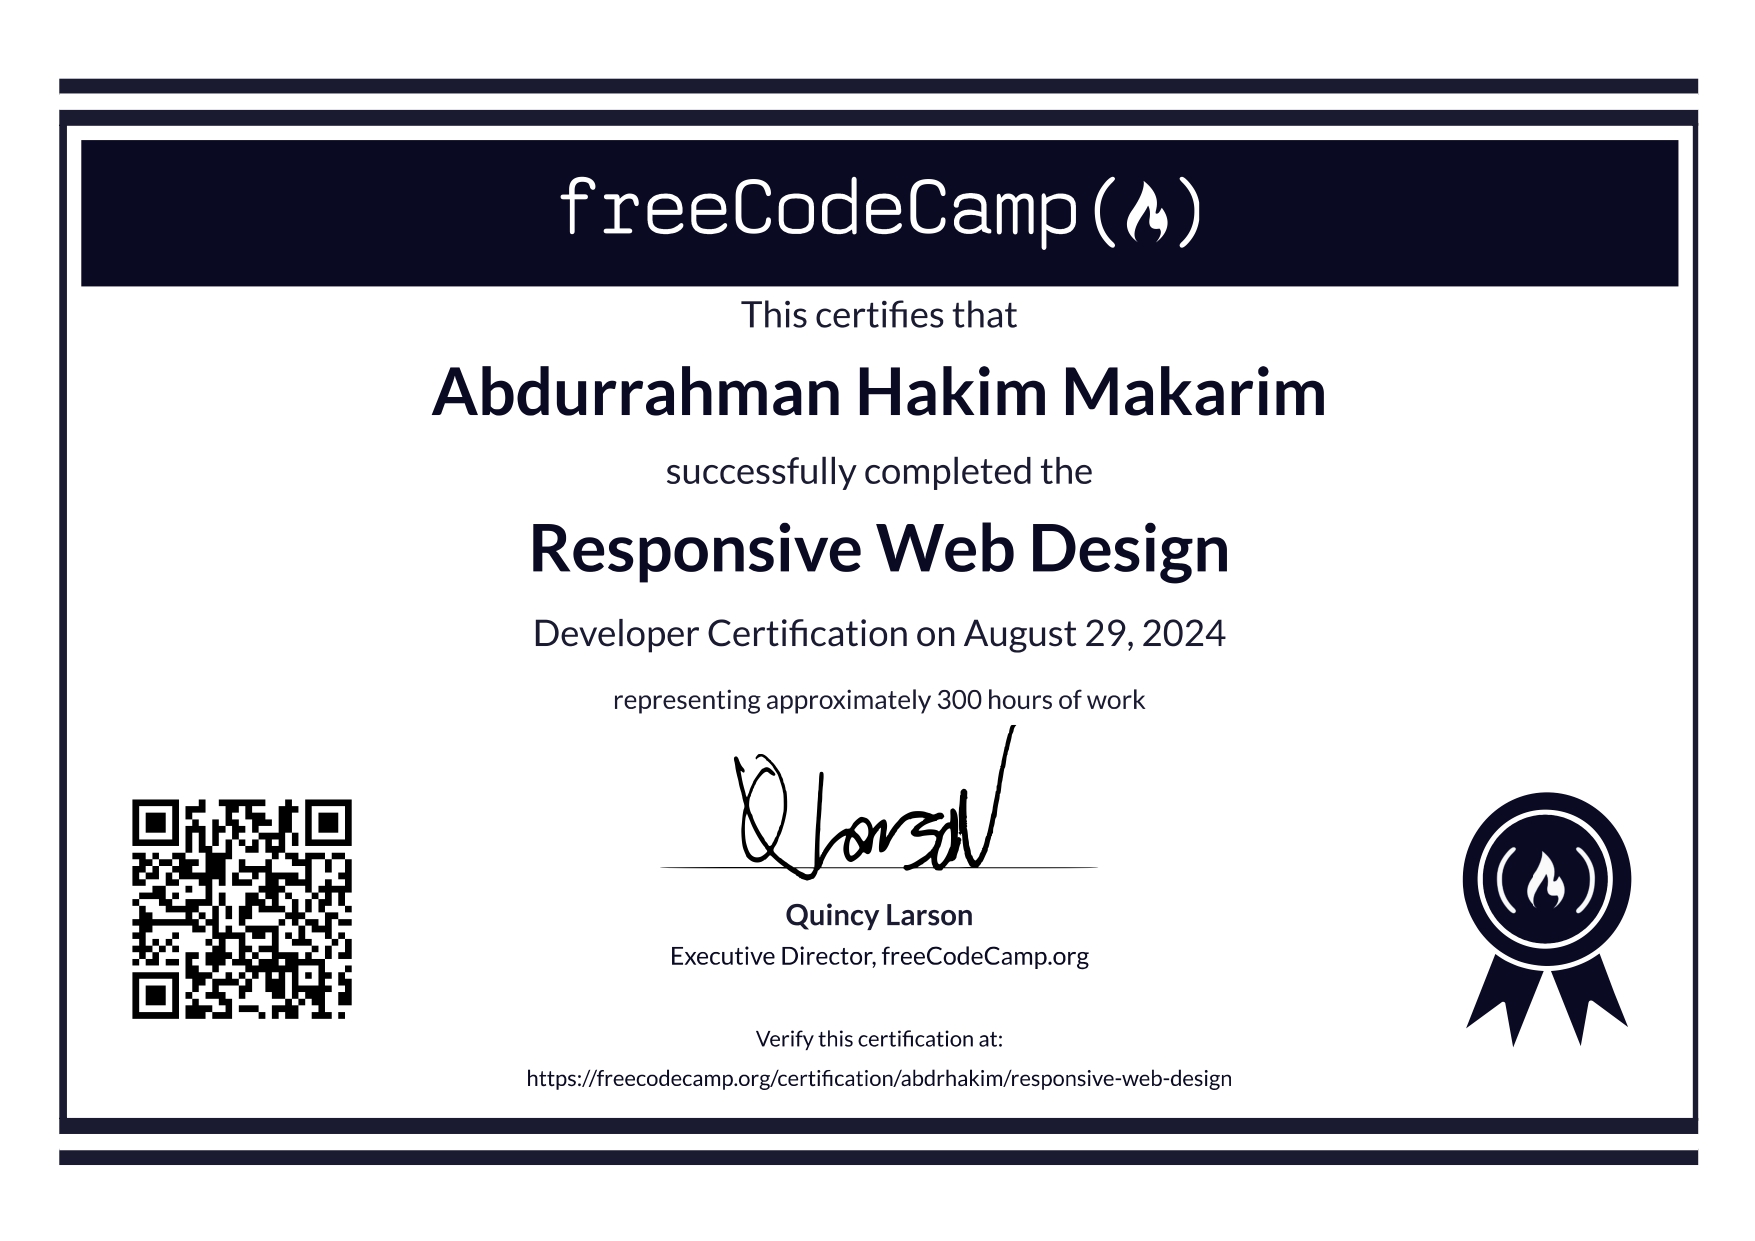 freeCodeCamp
This certifies that
Abdurrahman Hakim Makarim
successfully completed the
Responsive Web Design
Developer Certification on August 29, 2024
representing approximately 300 hours of work
Q Larson
Quincy Larson
Executive Director, freeCodeCamp.org
Verify this certification at:
https://freecodecamp.org/certification/abdrhakim/responsive-web-design